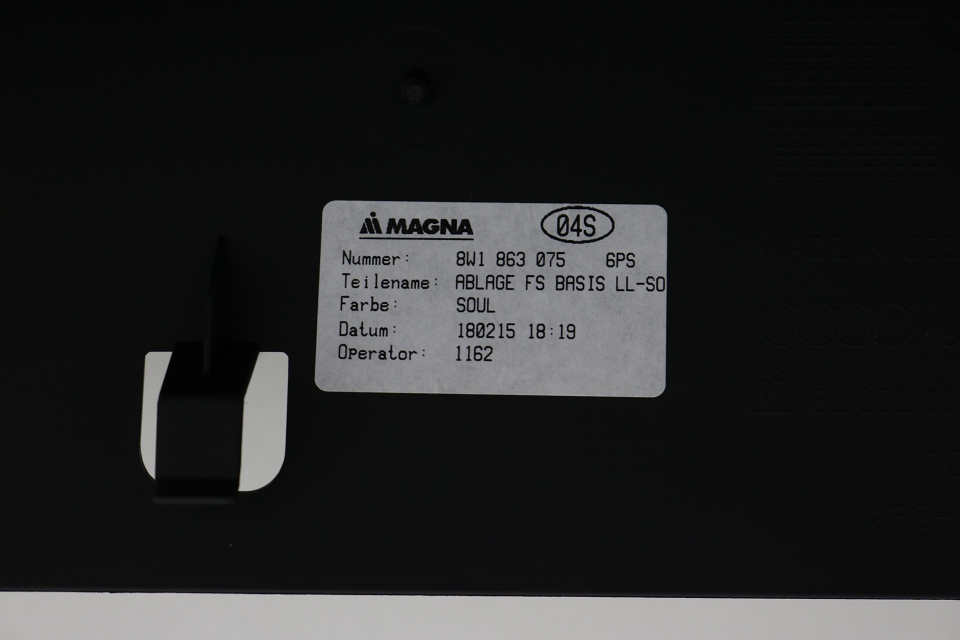 MAGNA 04S
Nummer: 8W1 863 075 6PS
Teilename: ABLAGE FS BASIS LL-SO
Farbe: SOUL
Datum: 180215 18:19
Operator: 1162